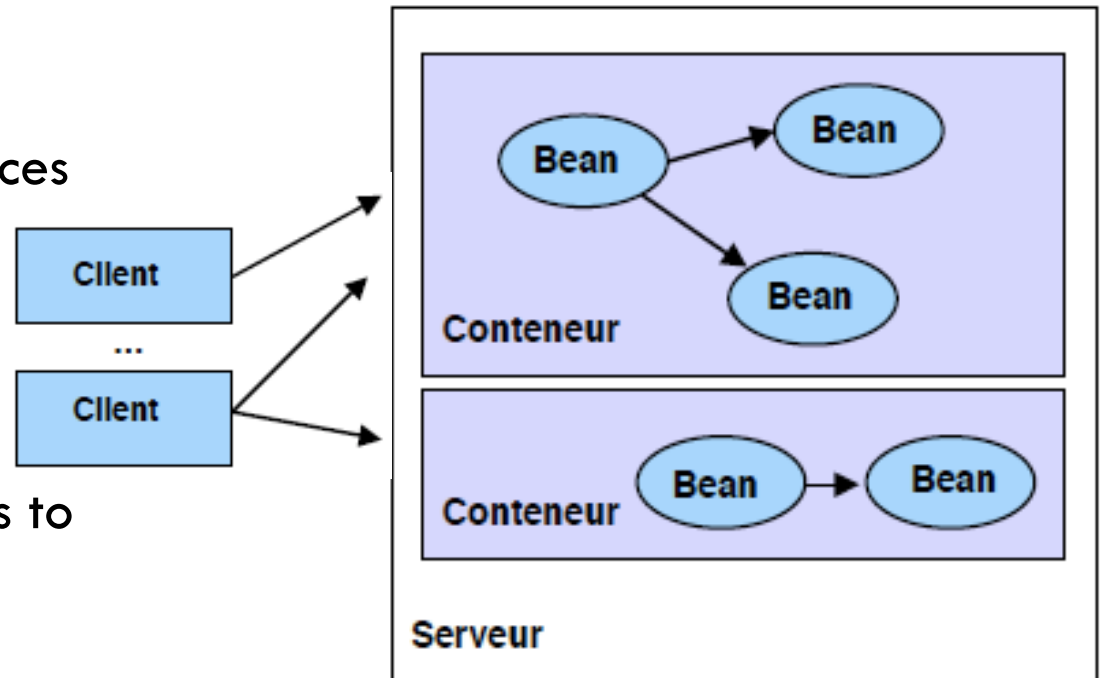 ces
Client
...
Client
s to
Bean
Bean
Bean
Conteneur
Bean
Bean
Conteneur
Serveur